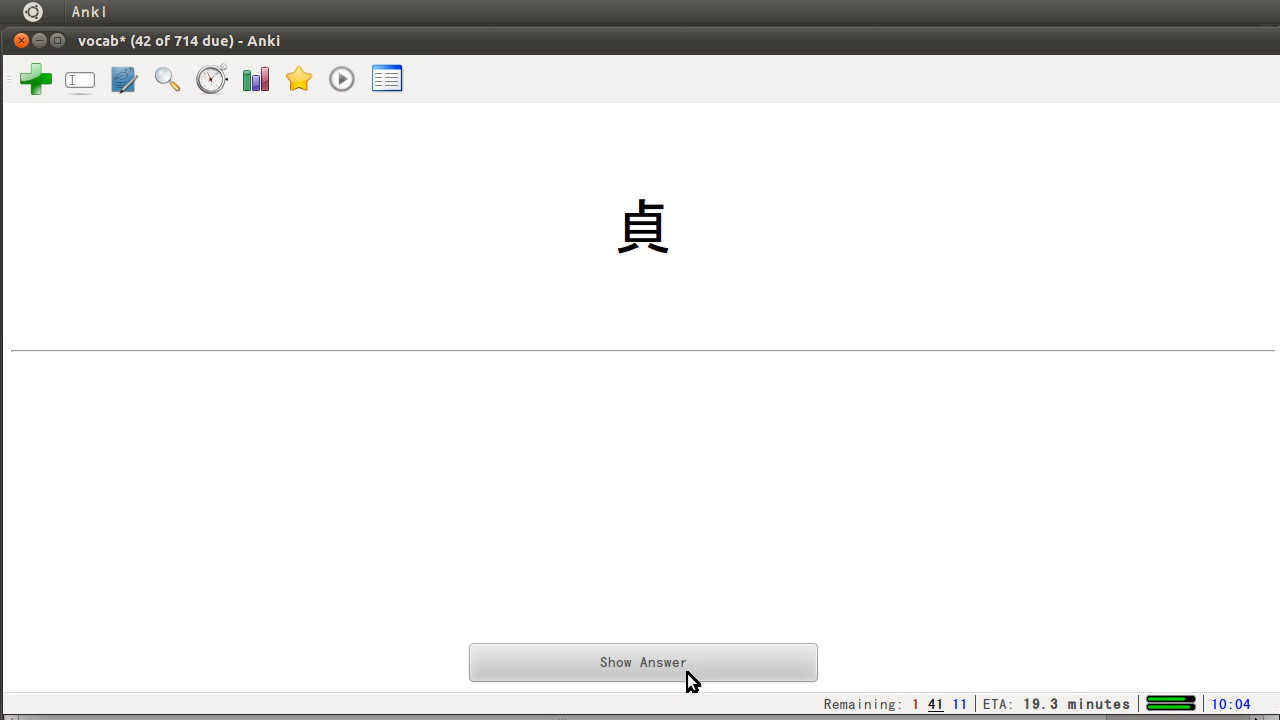 Anki
vocab* (42 of 714 due) - Anki
貞
Show Answer
Remaining: 1 41 11 ETA: 19.3 minutes 10:04